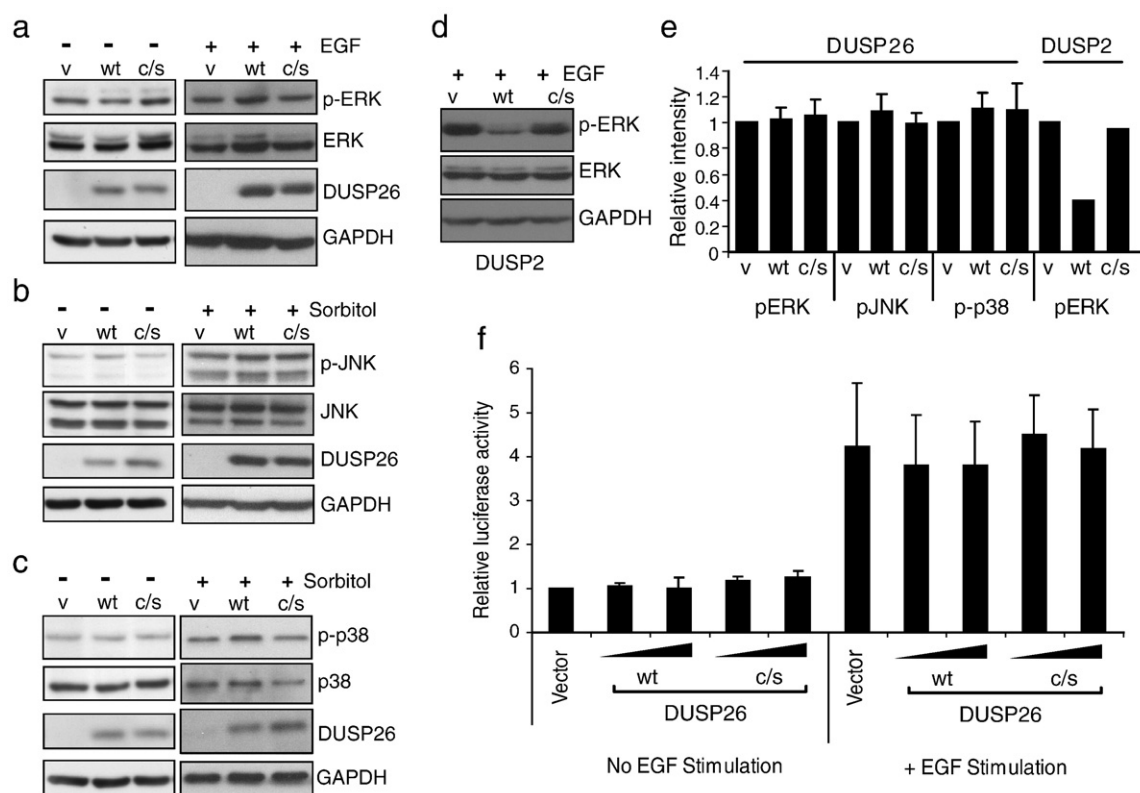 a
- - - + + + EGF
v wt c/s v wt c/s
p-ERK
ERK
DUSP26
GAPDH
b
- - - + + + Sorbitol
v wt c/s v wt c/s
p-JNK
JNK
DUSP26
GAPDH
c
- - - + + + Sorbitol
v wt c/s v wt c/s
p-p38
p38
DUSP26
GAPDH
d
+ + + EGF
v wt c/s
p-ERK
ERK
GAPDH
DUSP2
e
DUSP26 DUSP2
Relative intensity
1.4
1.2
1
0.8
0.6
0.4
0.2
0
v wt c/s v wt c/s v wt c/s v wt c/s
pERK pJNK p-p38 pERK
f
Relative luciferase activity
6
5
4
3
2
1
0
Vector wt c/s Vector wt c/s
DUSP26 DUSP26
No EGF Stimulation + EGF Stimulation